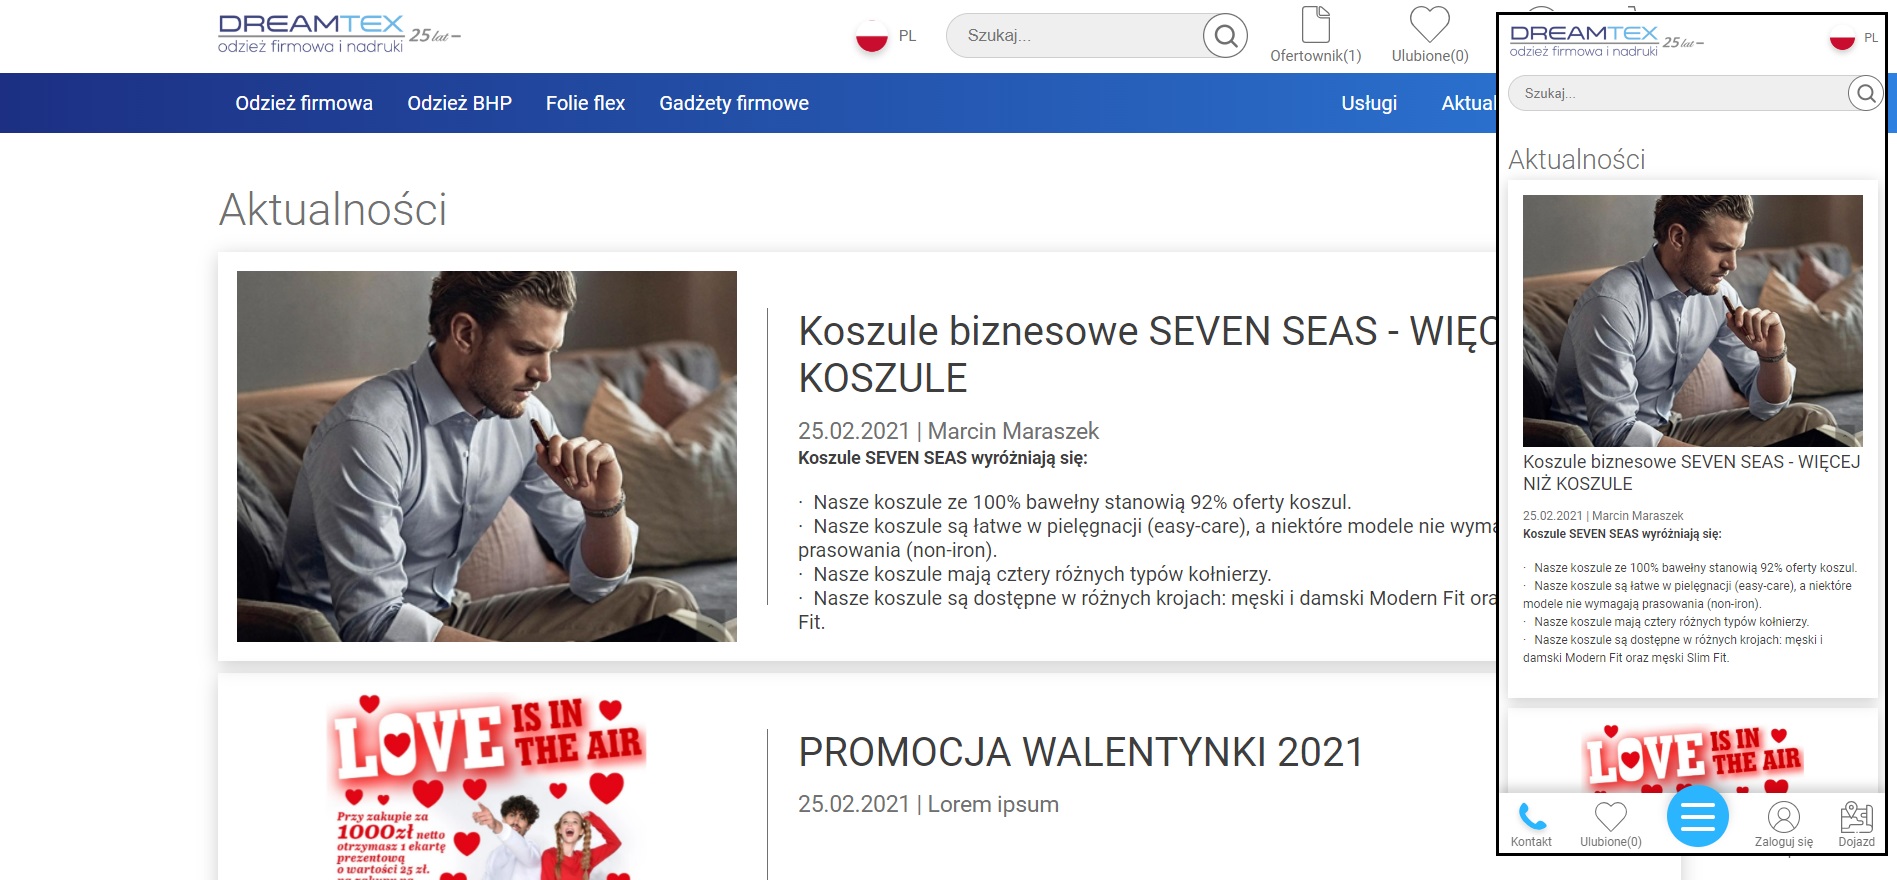 DREAMTEX
odzież firmowa i nadruki
25 lat
PL
Szukaj...
Ofertownik(1)
Ulubione(0)
Odzież firmowa
Odzież BHP
Folie flex
Gadżety firmowe
Usługi
Aktual
Aktualności
Koszule biznesowe SEVEN SEAS - WIĘC
KOSZULE
25.02.2021 | Marcin Maraszek
Koszule SEVEN SEAS wyróżniają się:
· Nasze koszule ze 100% bawełny stanowią 92% oferty koszul.
· Nasze koszule są łatwe w pielęgnacji (easy-care), a niektóre modele nie wyma
prasowania (non-iron).
· Nasze koszule mają cztery różnych typów kołnierzy.
· Nasze koszule są dostępne w różnych krojach: męski i damski Modern Fit ora
Fit.
LOVE IS IN
THE AIR
Przy zakupie za
1000zł netto
otrzymasz 1 ekartę
prezentową
o wartości 25 zł.
PROMOCJA WALENTYNKI 2021
25.02.2021 | Lorem ipsum
DREAMTEX
odzież firmowa i nadruki
25 lat
PL
Szukaj...
Aktualności
Koszule biznesowe SEVEN SEAS - WIĘCEJ
NIŻ KOSZULE
25.02.2021 | Marcin Maraszek
Koszule SEVEN SEAS wyróżniają się:
· Nasze koszule ze 100% bawełny stanowią 92% oferty koszul.
· Nasze koszule są łatwe w pielęgnacji (easy-care), a niektóre
modele nie wymagają prasowania (non-iron).
· Nasze koszule mają cztery różnych typów kołnierzy.
· Nasze koszule są dostępne w różnych krojach: męski i
damski Modern Fit oraz męski Slim Fit.
LOVE IS IN
THE AIR
Kontakt
Ulubione(0)
Zaloguj się
Dojazd